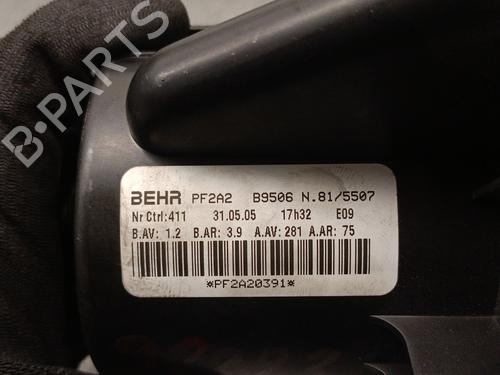 BEHR PF2A2 B9506 N.81/5507
Nr Ctrl:411 31.05.05 17h32 E09
B.AV: 1.2 B.AR: 3.9 A.AV: 281 A.AR: 75
*PF2A20391*
B-PARTS